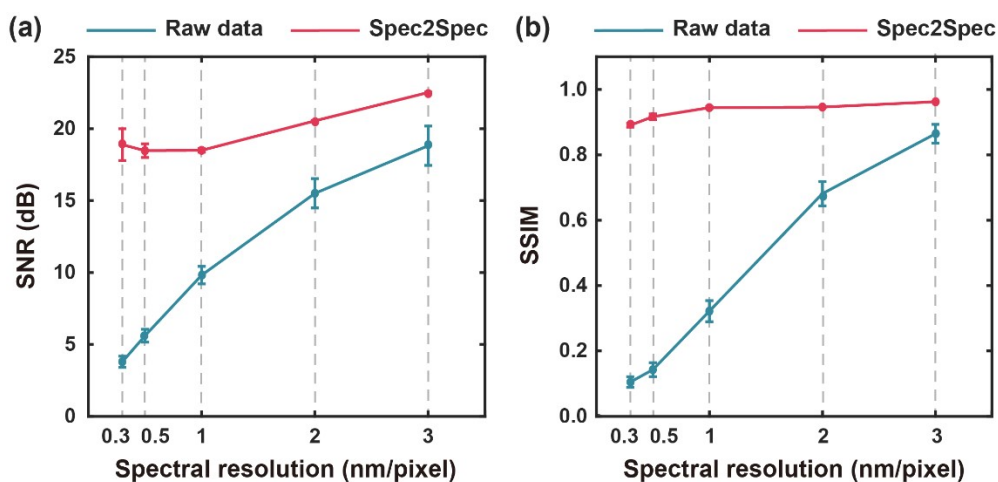 (a) Raw data Spec2Spec
25
20
15
10
5
0
SNR (dB)
0.3 0.5 1 2 3
Spectral resolution (nm/pixel)
(b) Raw data Spec2Spec
1.0
0.8
0.6
0.4
0.2
0.0
SSIM
0.3 0.5 1 2 3
Spectral resolution (nm/pixel)